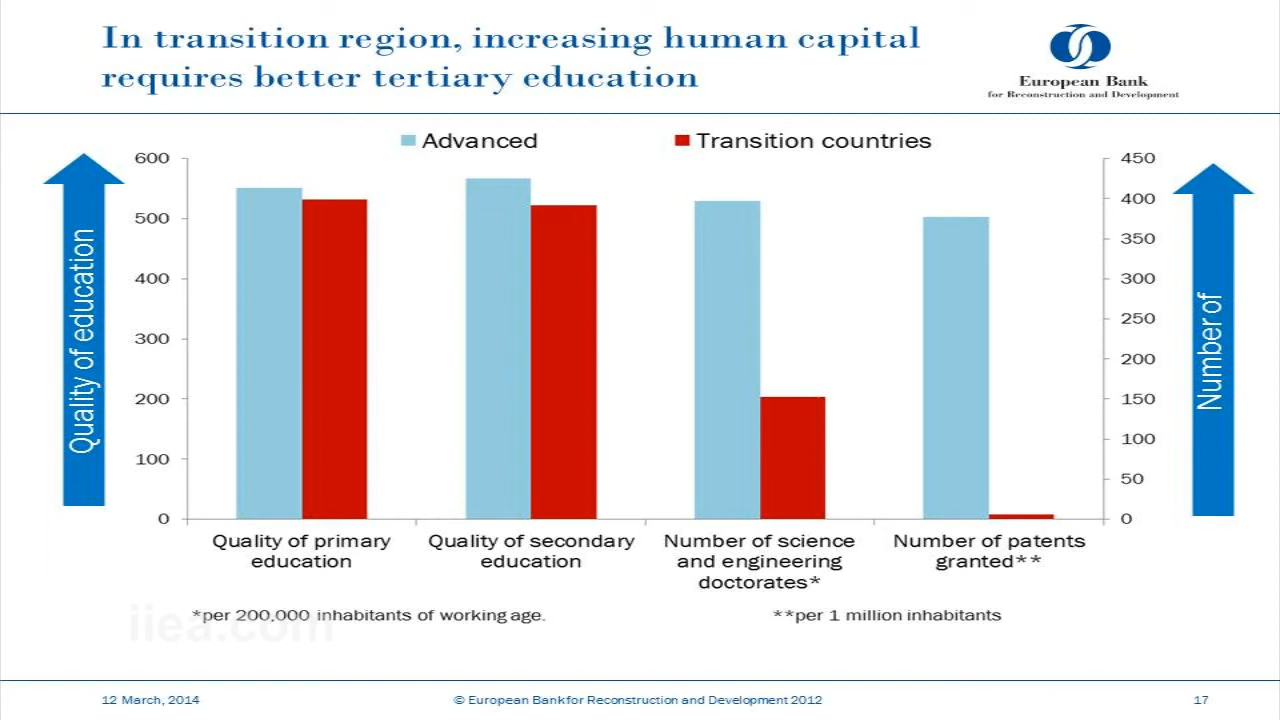 In transition region, increasing human capital
requires better tertiary education
European Bank
for Reconstruction and Development
Advanced
Transition countries
600
500
400
300
200
100
0
450
400
350
300
250
200
150
100
50
0
Quality of education
Number of
Quality of primary
education
Quality of secondary
education
Number of science
and engineering
doctorates*
Number of patents
granted**
*per 200,000 inhabitants of working age.
**per 1 million inhabitants
iiea.com
12 March, 2014
© European Bank for Reconstruction and Development 2012
17